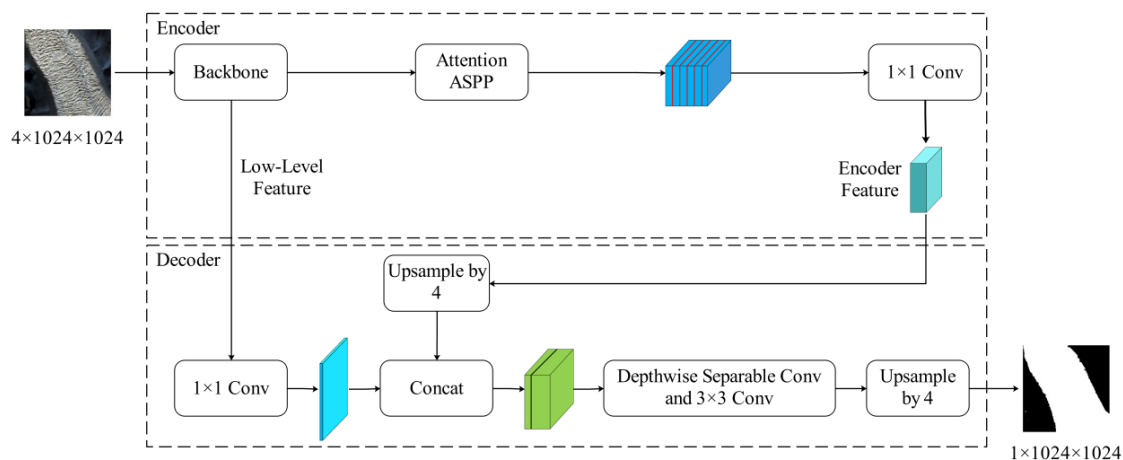 Encoder
Backbone
Attention
ASPP
1×1 Conv
4×1024×1024
Low-Level
Feature
Encoder
Feature
Decoder
Upsample by
4
1×1 Conv
Concat
Depthwise Separable Conv
and 3×3 Conv
Upsample
by 4
1×1024×1024